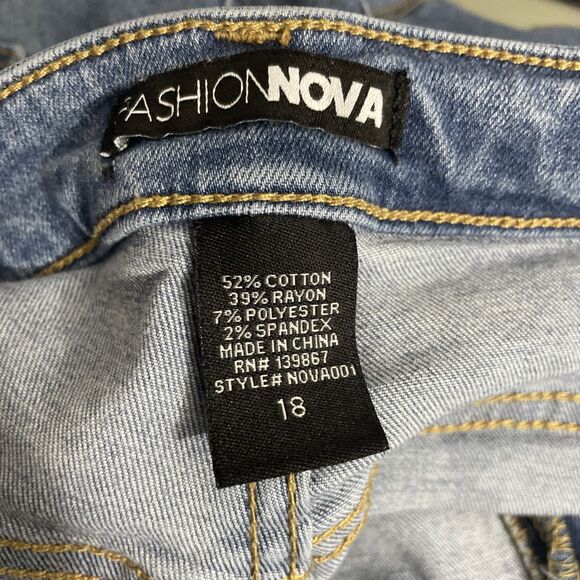 FASHIONNOVA
52% COTTON
39% RAYON
7% POLYESTER
2% SPANDEX
MADE IN CHINA
RN# 139867
STYLE# NOVA001
18